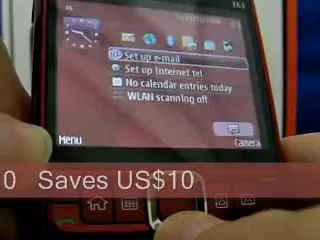 E63
Set up e-mail
Set up Internet tel
No calendar entries today
WLAN scanning off
Menu
Camera
0 Saves US$10